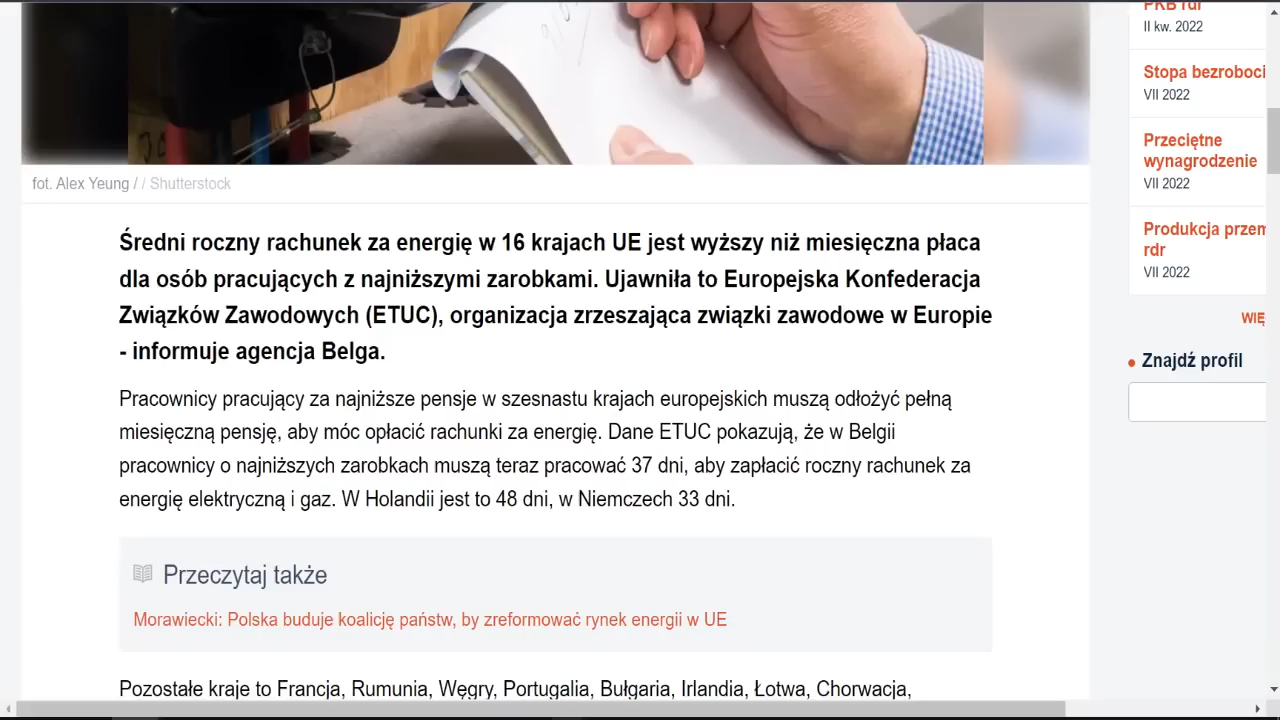 fot. Alex Yeung / / Shutterstock
Średni roczny rachunek za energię w 16 krajach UE jest wyższy niż miesięczna płaca
dla osób pracujących z najniższymi zarobkami. Ujawniła to Europejska Konfederacja
Związków Zawodowych (ETUC), organizacja zrzeszająca związki zawodowe w Europie
- informuje agencja Belga.
Pracownicy pracujący za najniższe pensje w szesnastu krajach europejskich muszą odłożyć pełną
miesięczną pensję, aby móc opłacić rachunki za energię. Dane ETUC pokazują, że w Belgii
pracownicy o najniższych zarobkach muszą teraz pracować 37 dni, aby zapłacić roczny rachunek za
energię elektryczną i gaz. W Holandii jest to 48 dni, w Niemczech 33 dni.
Przeczytaj także
Morawiecki: Polska buduje koalicję państw, by zreformować rynek energii w UE
Pozostałe kraje to Francja, Rumunia, Węgry, Portugalia, Bułgaria, Irlandia, Łotwa, Chorwacja,
PKB rdr
II kw. 2022
Stopa bezroboci
VII 2022
Przeciętne
wynagrodzenie
VII 2022
Produkcja przem
rdr
VII 2022
WIĘ
Znajdź profil